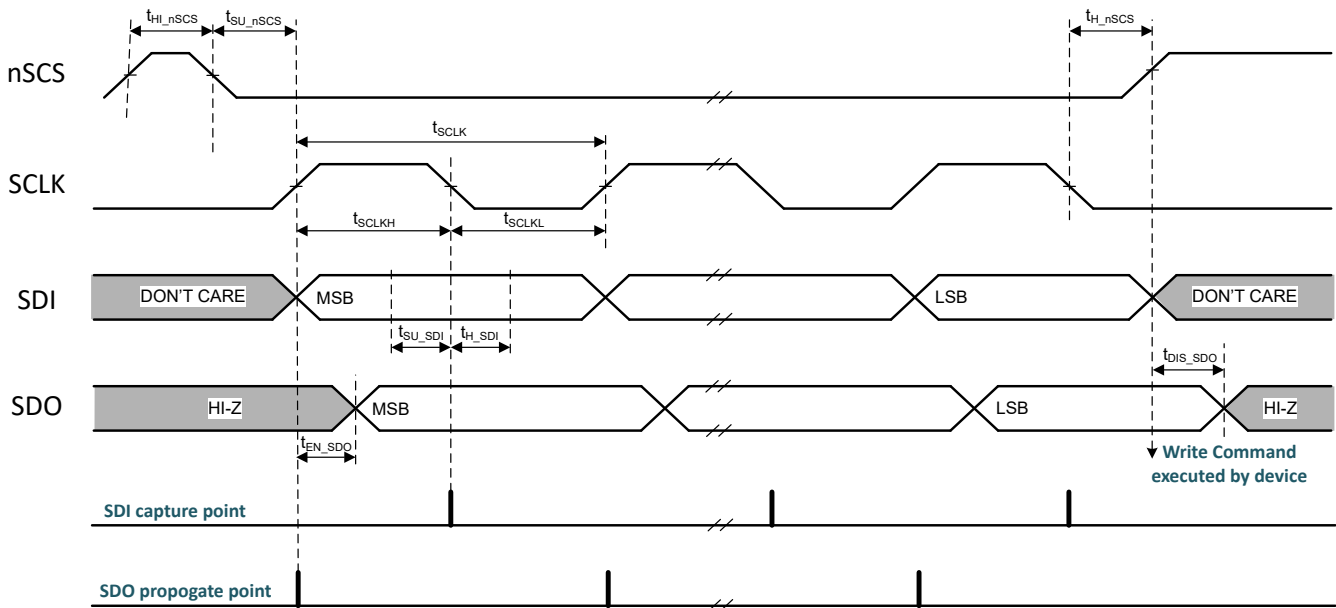 tHI_nSCS
tSU_nSCS
tH_nSCS
nSCS
tSCLK
SCLK
tSCLKH
tSCLKL
SDI
DON'T CARE
MSB
LSB
DON'T CARE
tSU_SDI
tH_SDI
tDIS_SDO
SDO
HI-Z
MSB
LSB
HI-Z
tEN_SDO
Write Command
executed by device
SDI capture point
SDO propogate point